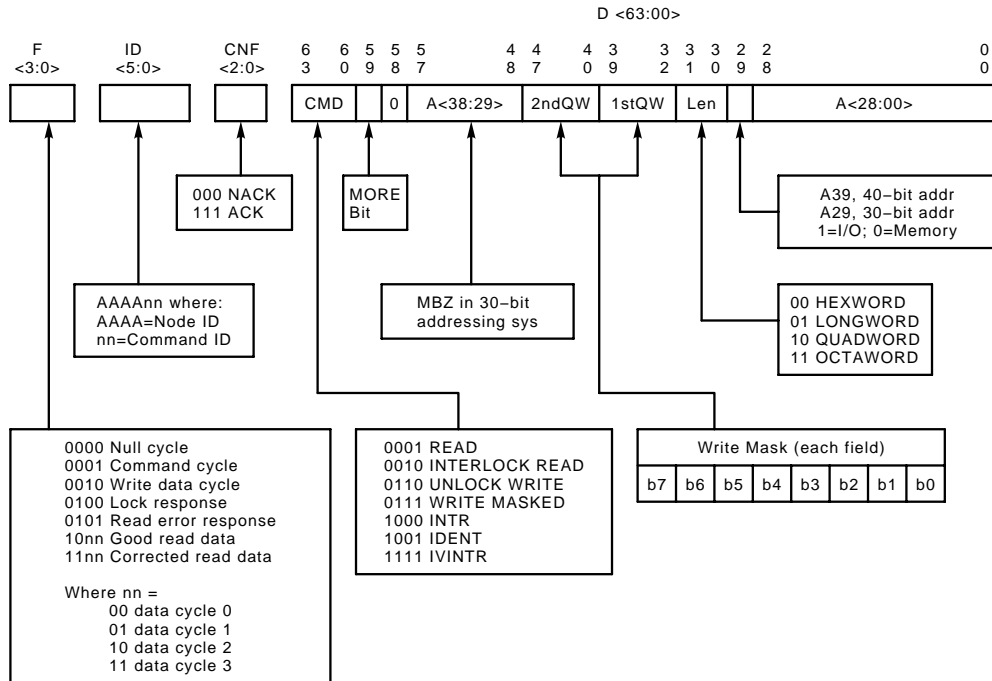 D <63:00>
F ID CNF 6 6 5 5 5 4 4 4 3 3 3 3 2 2 0
<3:0> <5:0> <2:0> 3 0 9 8 7 8 7 0 9 2 1 0 9 8 0
CMD 0 A<38:29> 2ndQW 1stQW Len A<28:00>
000 NACK
111 ACK
MORE
Bit
A39, 40−bit addr
A29, 30−bit addr
1=I/O; 0=Memory
AAAAnn where:
AAAA=Node ID
nn=Command ID
MBZ in 30−bit
addressing sys
00 HEXWORD
01 LONGWORD
10 QUADWORD
11 OCTAWORD
0000 Null cycle
0001 Command cycle
0010 Write data cycle
0100 Lock response
0101 Read error response
10nn Good read data
11nn Corrected read data
Where nn =
00 data cycle 0
01 data cycle 1
10 data cycle 2
11 data cycle 3
0001 READ
0010 INTERLOCK READ
0110 UNLOCK WRITE
0111 WRITE MASKED
1000 INTR
1001 IDENT
1111 IVINTR
Write Mask (each field)
b7 b6 b5 b4 b3 b2 b1 b0